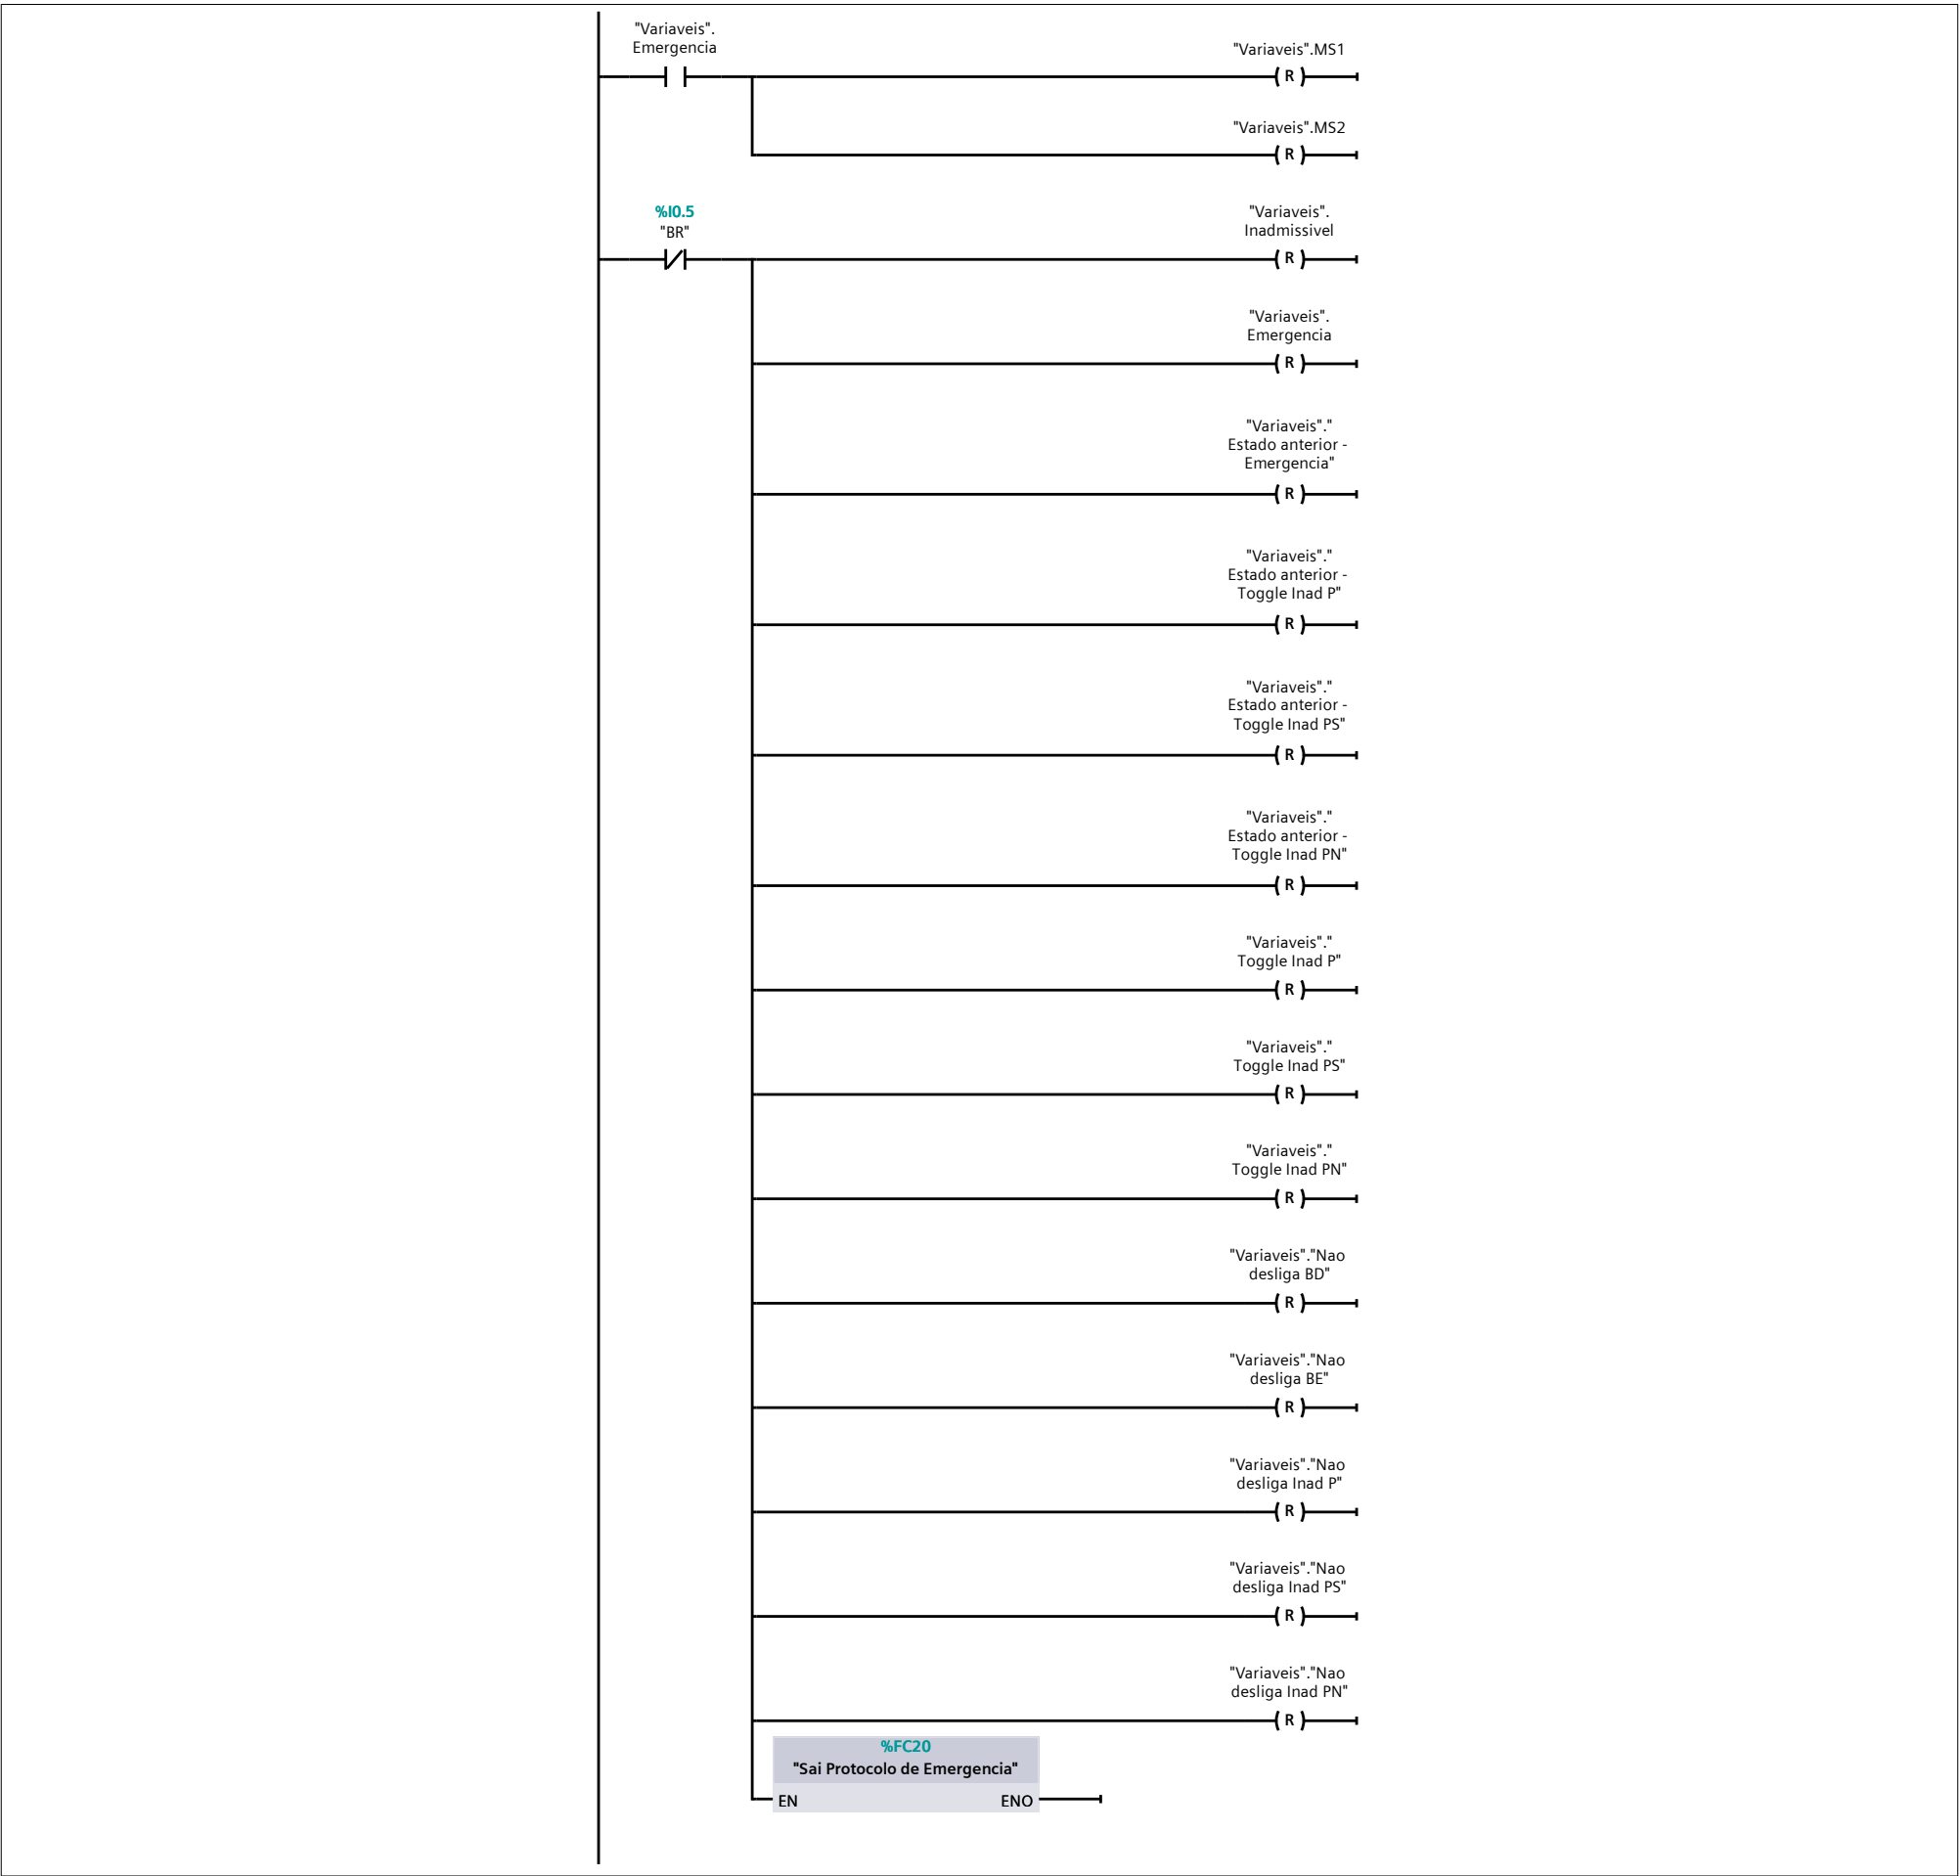 "Variaveis".
Emergencia
"Variaveis".MS1
R
"Variaveis".MS2
R
%I0.5
"BR"
"Variaveis".
Inadmissivel
R
"Variaveis".
Emergencia
R
"Variaveis"."
Estado anterior -
Emergencia"
R
"Variaveis"."
Estado anterior -
Toggle Inad P"
R
"Variaveis"."
Estado anterior -
Toggle Inad PS"
R
"Variaveis"."
Estado anterior -
Toggle Inad PN"
R
"Variaveis"."
Toggle Inad P"
R
"Variaveis"."
Toggle Inad PS"
R
"Variaveis"."
Toggle Inad PN"
R
"Variaveis"."Nao
desliga BD"
R
"Variaveis"."Nao
desliga BE"
R
"Variaveis"."Nao
desliga Inad P"
R
"Variaveis"."Nao
desliga Inad PS"
R
"Variaveis"."Nao
desliga Inad PN"
R
%FC20
"Sai Protocolo de Emergencia"
EN ENO